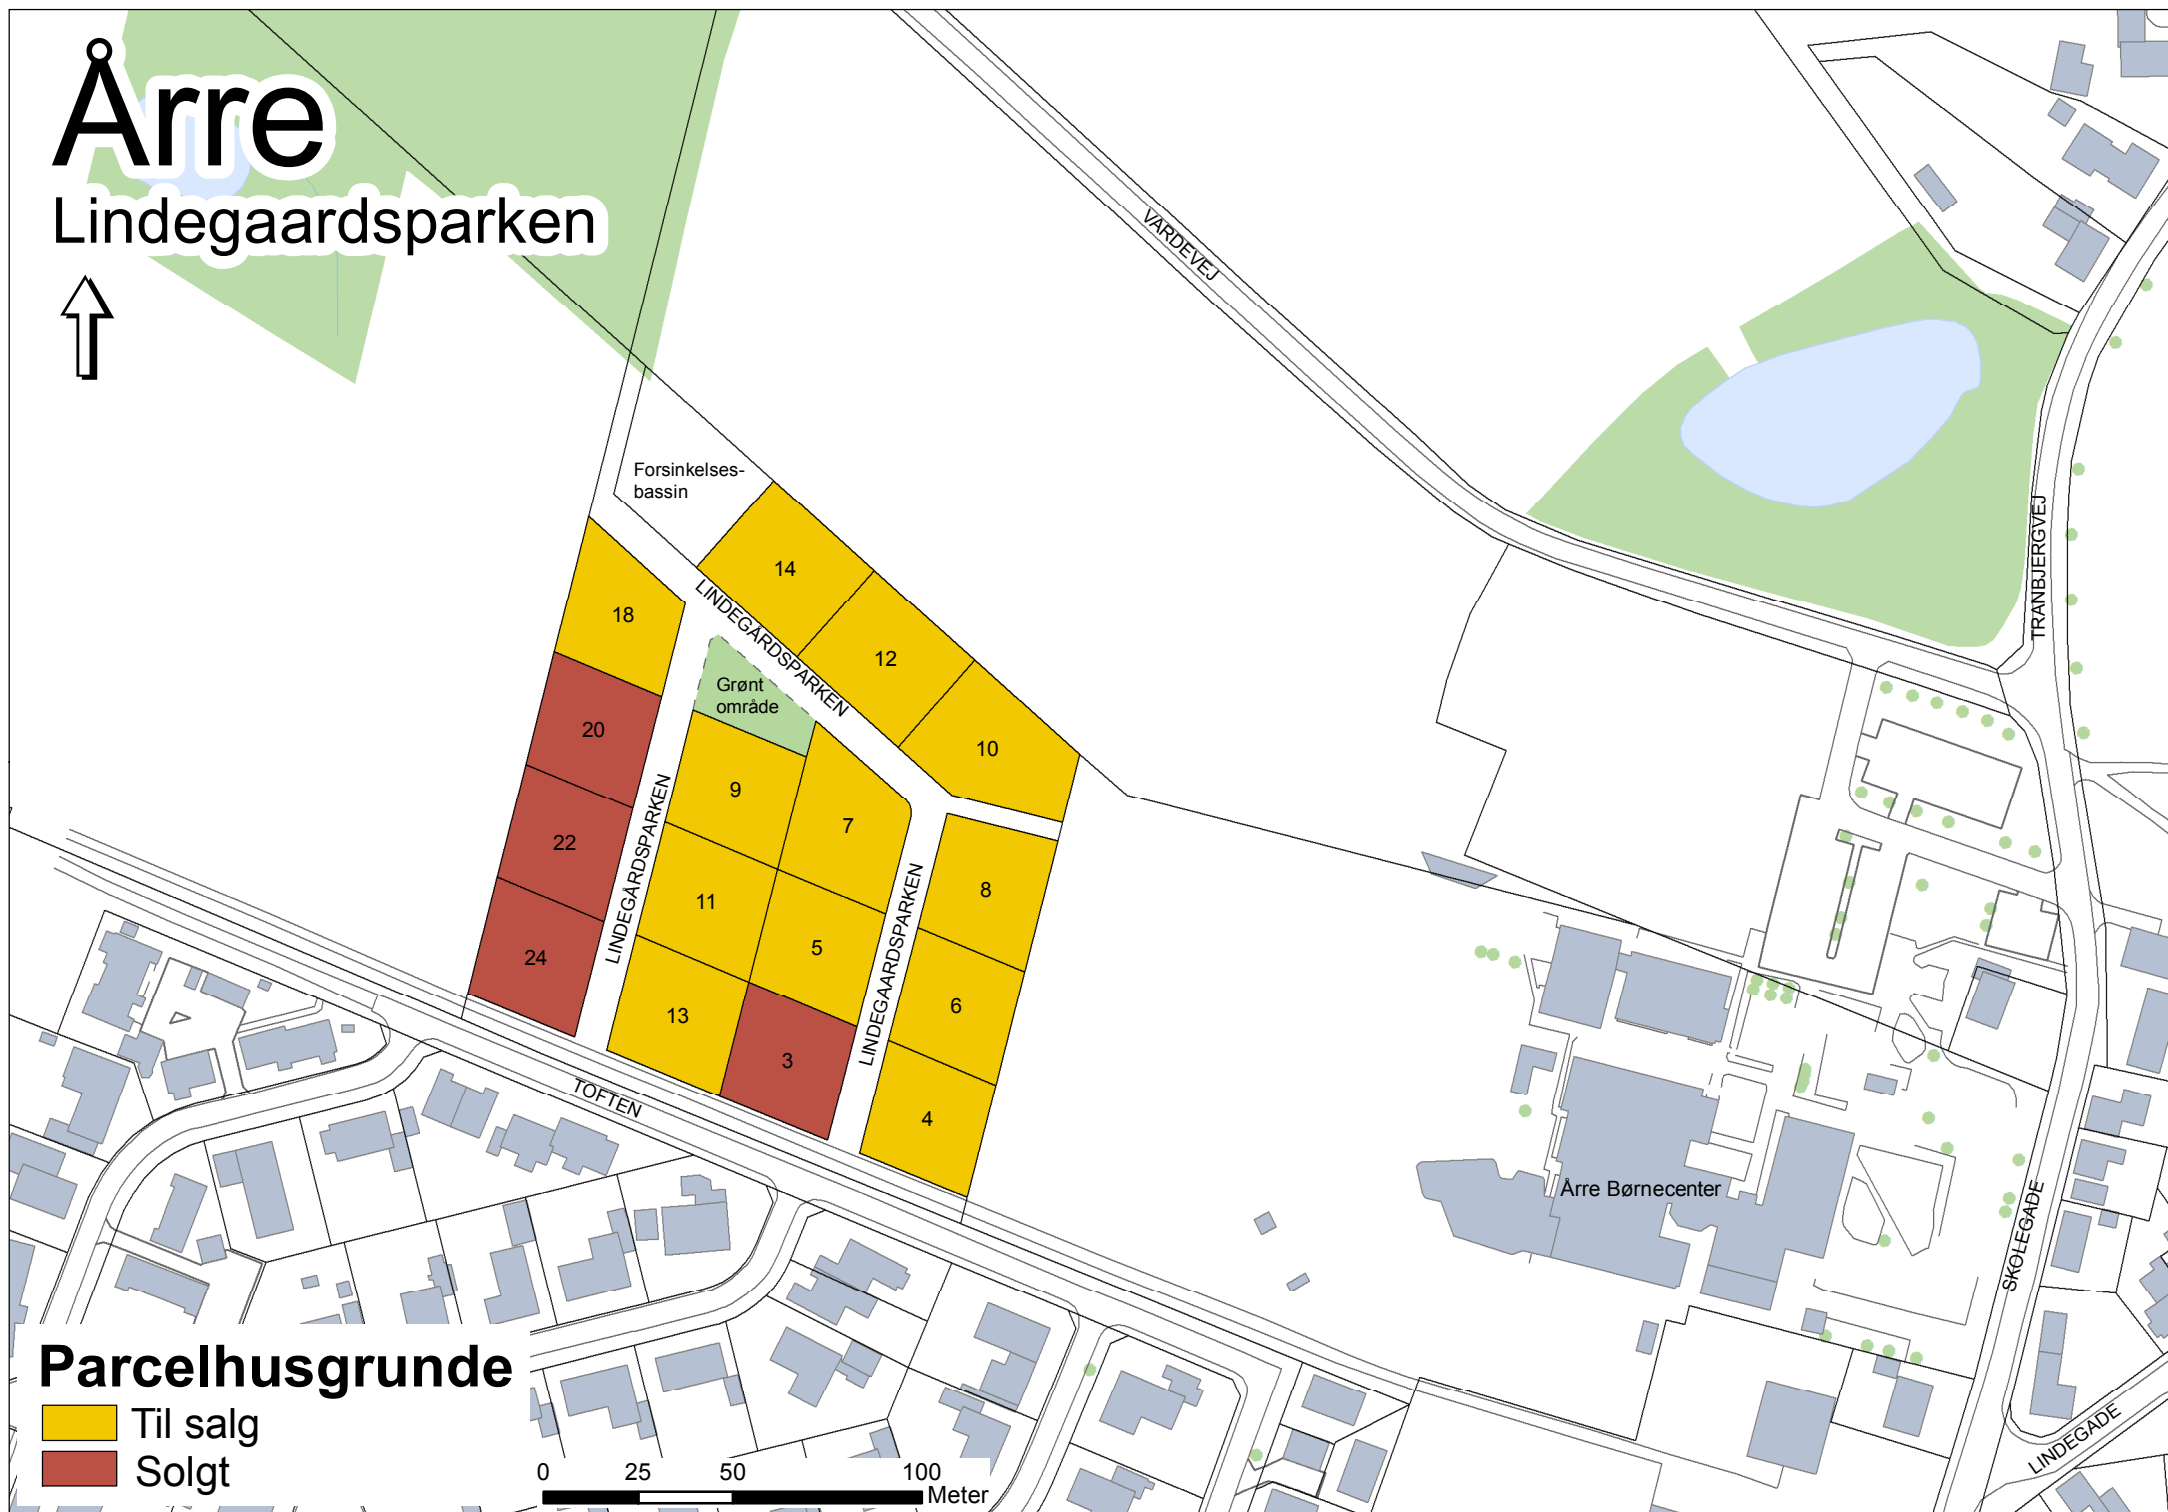 Årre
Lindegaardsparken
VARDEVEJ
Forsinkelses-
bassin
TRANBJERGVEJ
14
18
LINDEGÅRDSPARKEN
12
Grønt
område
20
10
9
7
22
LINDEGÅRDSPARKEN
8
11
5
24
LINDEGAARDSPARKEN
6
13
3
4
TOFTEN
Årre Børnecenter
SKOLEGADE
LINDEGADE
Parcelhusgrunde
Til salg
Solgt
0 25 50 100
Meter